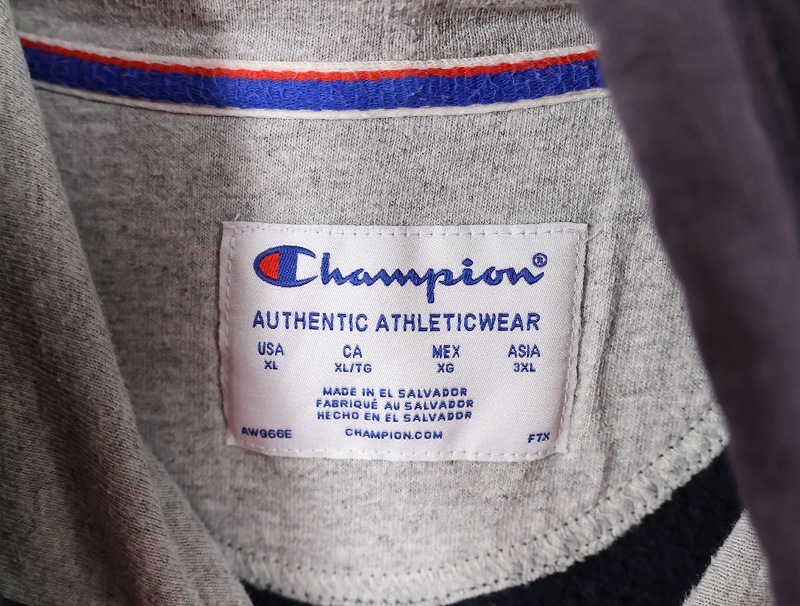 Champion®
AUTHENTIC ATHLETICWEAR
USA CA MEX ASIA
XL XL/TG XG 3XL
MADE IN EL SALVADOR
FABRIQUÉ AU SALVADOR
HECHO EN EL SALVADOR
AW966E CHAMPION.COM F7X